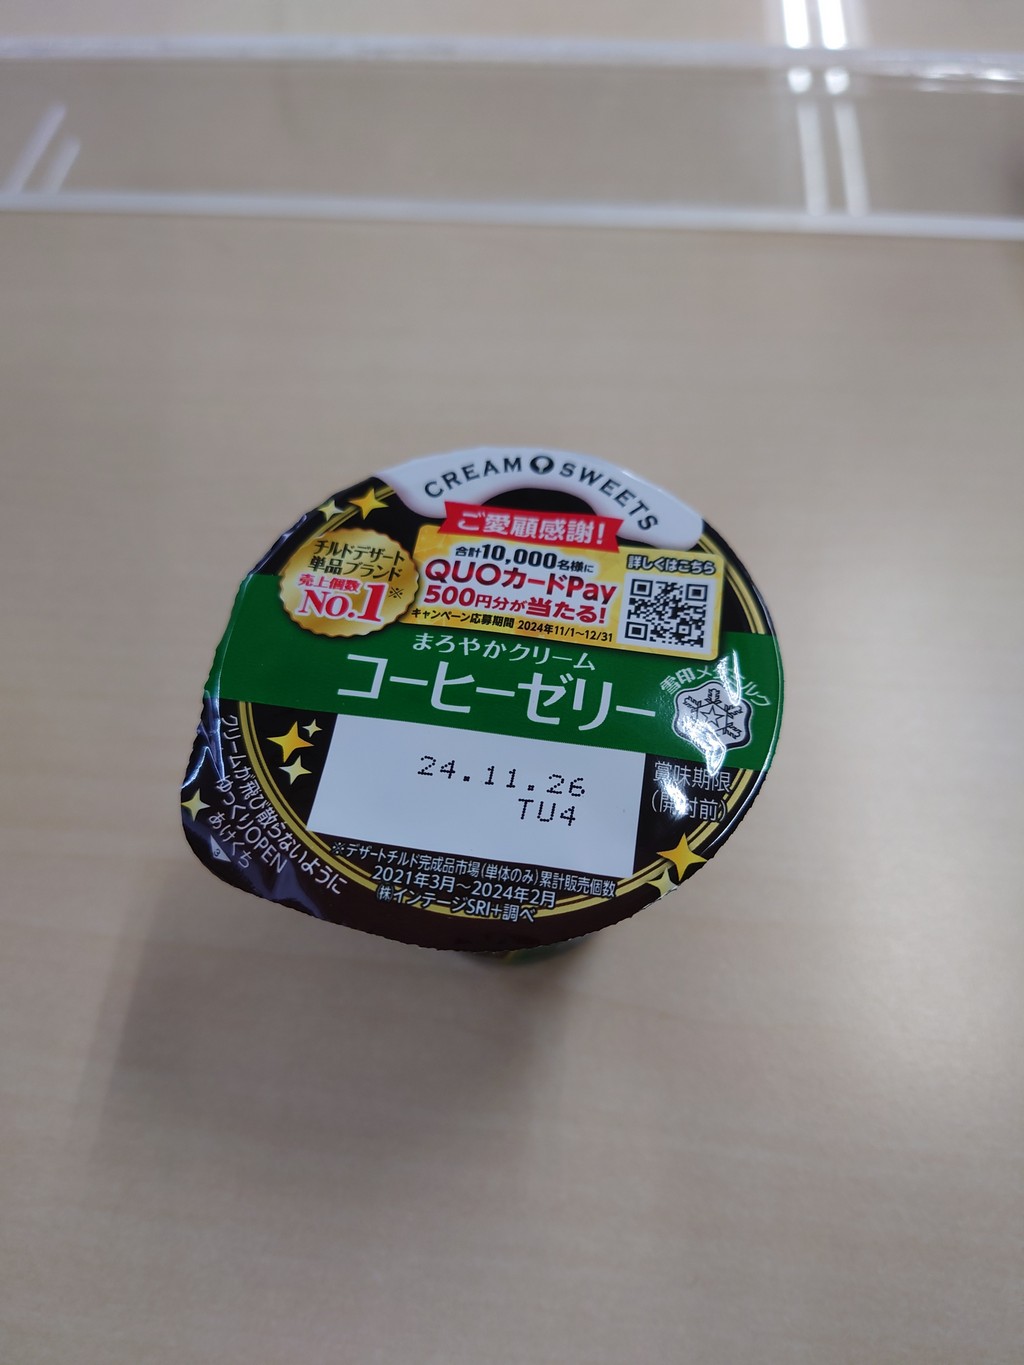 CREAM SWEETS
ご愛顧感謝!
チルドデザート
単品ブランド
売上個数
No.1※
合計10,000名様に
QUOカードPay
500円分が当たる!
キャンペーン応募期間 2024年11/1〜12/31
詳しくはこちら
まろやかクリーム
コーヒーゼリー
雪印メグミルク
24.11.26
TU4
賞味期限
(開封前)
クリームが飛び散らないように
ゆっくりOPEN
あけくち
※デザートチルド完成品市場(単体のみ)累計販売個数
2021年3月〜2024年2月
㈱インテージSRI+調べ